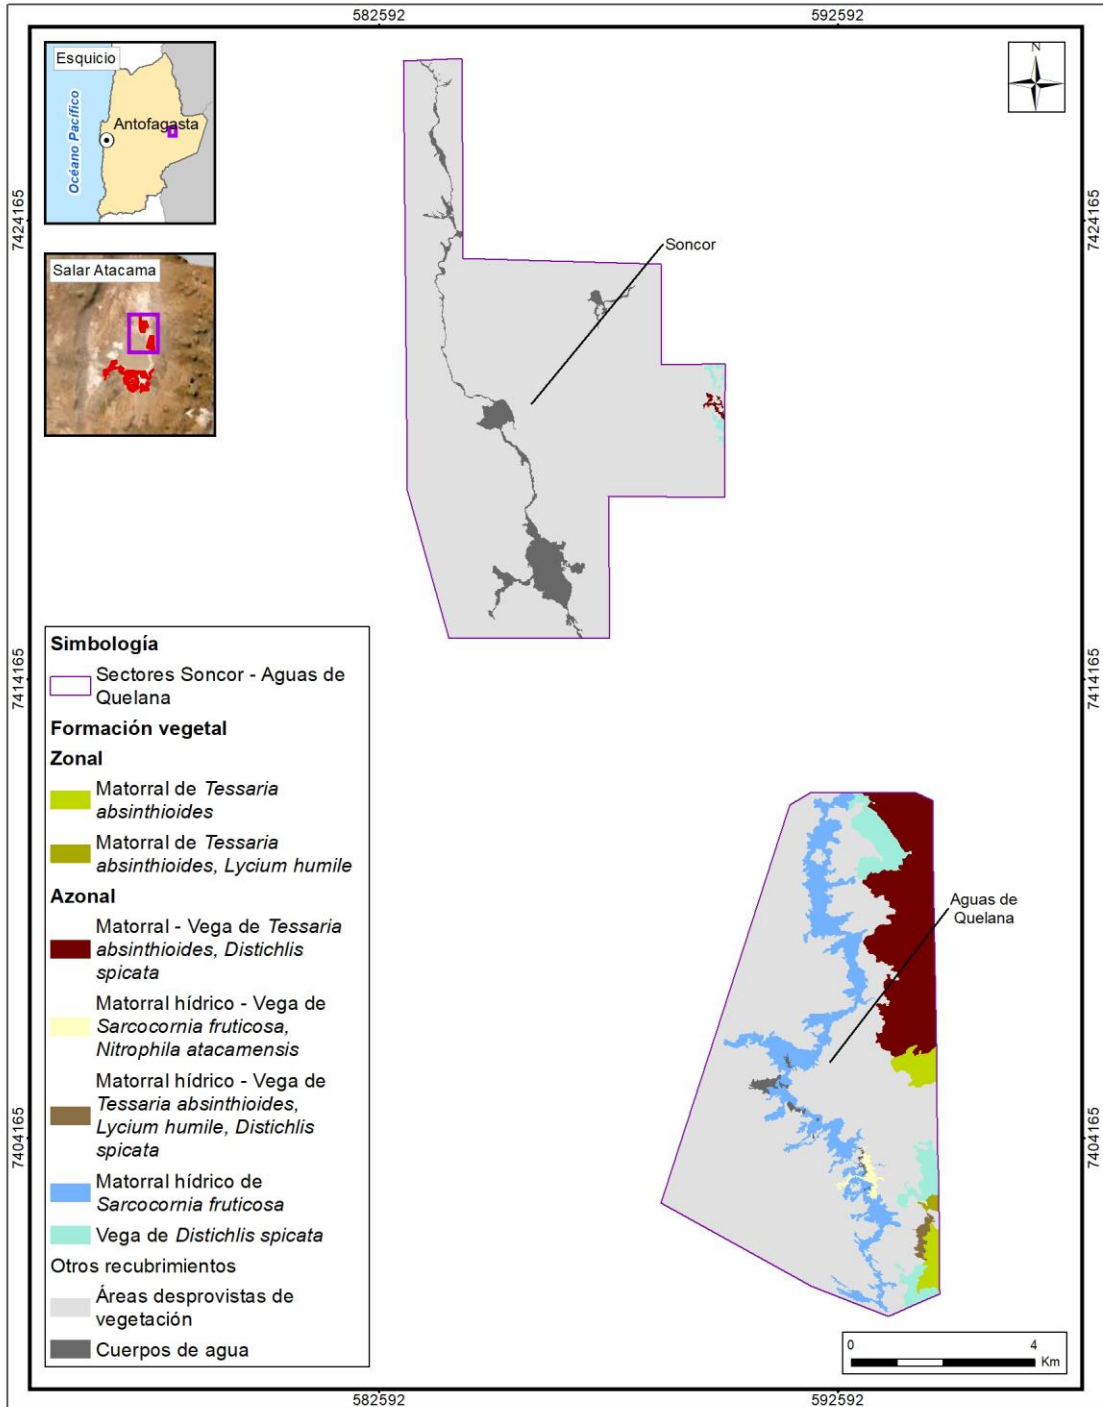 582592
592592
Esquicio
Océano Pacífico
Antofagasta
N
Salar Atacama
7424165
7424165
Soncor
7414165
7414165
Simbología
Sectores Soncor - Aguas de
Quelana
Formación vegetal
Zonal
Matorral de Tessaria
absinthioides
Matorral de Tessaria
absinthioides, Lycium humile
Azonal
Matorral - Vega de Tessaria
absinthioides, Distichlis
spicata
Matorral hídrico - Vega de
Sarcocornia fruticosa,
Nitrophila atacamensis
Matorral hídrico - Vega de
Tessaria absinthioides,
Lycium humile, Distichlis
spicata
Matorral hídrico de
Sarcocornia fruticosa
Vega de Distichlis spicata
Otros recubrimientos
Áreas desprovistas de
vegetación
Cuerpos de agua
Aguas de
Quelana
7404165
7404165
0 4
Km
582592
592592